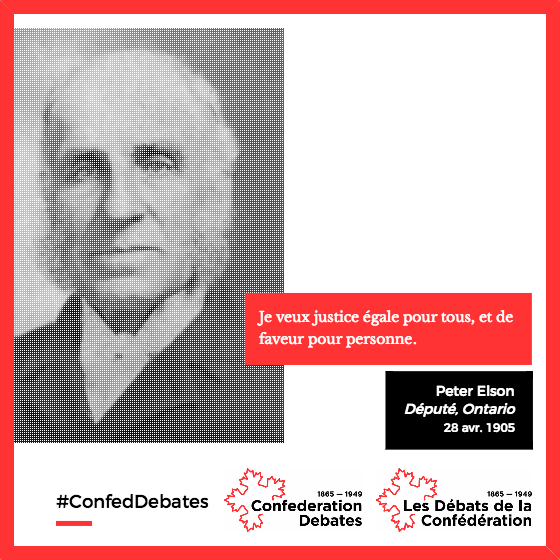 Je veux justice égale pour tous, et de
faveur pour personne.
Peter Elson
Député, Ontario
28 avr. 1905
#ConfedDebates
1865 – 1949
Confederation
Debates
1865 – 1949
Les Débats de la
Confédération